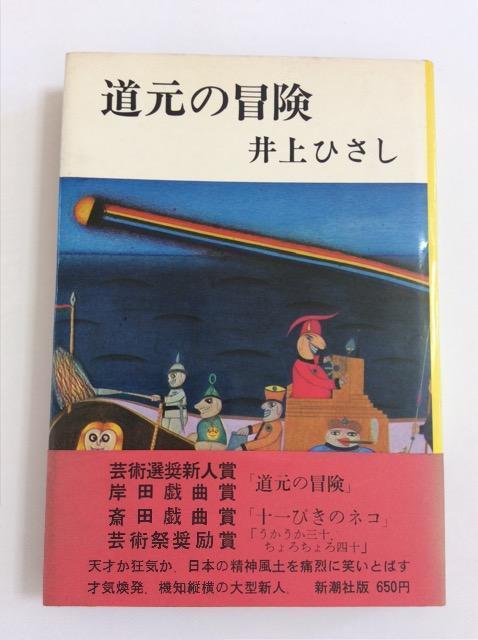 道元の冒険
井上ひさし
芸術選奨新人賞
岸田戯曲賞
「道元の冒険」
斎田戯曲賞「十一ぴきのネコ」
芸術祭奨励賞「うかうか三十、
ちょろちょろ四十」
天才か狂気か、日本の精神風土を痛烈に笑いとばす
才気煥発、機知縦横の大型新人。 新潮社版 650円